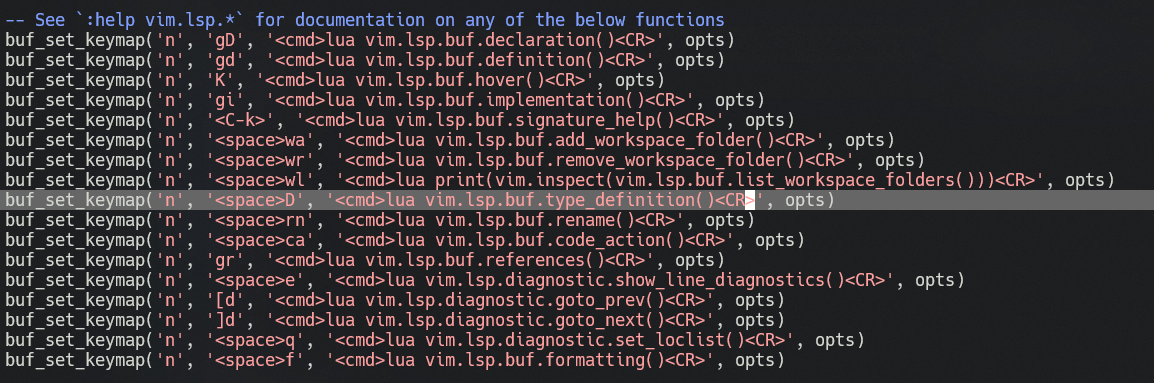 -- See `:help vim.lsp.*` for documentation on any of the below functions
buf_set_keymap('n', 'gD', '<cmd>lua vim.lsp.buf.declaration()<CR>', opts)
buf_set_keymap('n', 'gd', '<cmd>lua vim.lsp.buf.definition()<CR>', opts)
buf_set_keymap('n', 'K', '<cmd>lua vim.lsp.buf.hover()<CR>', opts)
buf_set_keymap('n', 'gi', '<cmd>lua vim.lsp.buf.implementation()<CR>', opts)
buf_set_keymap('n', '<C-k>', '<cmd>lua vim.lsp.buf.signature_help()<CR>', opts)
buf_set_keymap('n', '<space>wa', '<cmd>lua vim.lsp.buf.add_workspace_folder()<CR>', opts)
buf_set_keymap('n', '<space>wr', '<cmd>lua vim.lsp.buf.remove_workspace_folder()<CR>', opts)
buf_set_keymap('n', '<space>wl', '<cmd>lua print(vim.inspect(vim.lsp.buf.list_workspace_folders()))<CR>', opts)
buf_set_keymap('n', '<space>D', '<cmd>lua vim.lsp.buf.type_definition()<CR>', opts)
buf_set_keymap('n', '<space>rn', '<cmd>lua vim.lsp.buf.rename()<CR>', opts)
buf_set_keymap('n', '<space>ca', '<cmd>lua vim.lsp.buf.code_action()<CR>', opts)
buf_set_keymap('n', 'gr', '<cmd>lua vim.lsp.buf.references()<CR>', opts)
buf_set_keymap('n', '<space>e', '<cmd>lua vim.lsp.diagnostic.show_line_diagnostics()<CR>', opts)
buf_set_keymap('n', '[d', '<cmd>lua vim.lsp.diagnostic.goto_prev()<CR>', opts)
buf_set_keymap('n', ']d', '<cmd>lua vim.lsp.diagnostic.goto_next()<CR>', opts)
buf_set_keymap('n', '<space>q', '<cmd>lua vim.lsp.diagnostic.set_loclist()<CR>', opts)
buf_set_keymap('n', '<space>f', '<cmd>lua vim.lsp.buf.formatting()<CR>', opts)